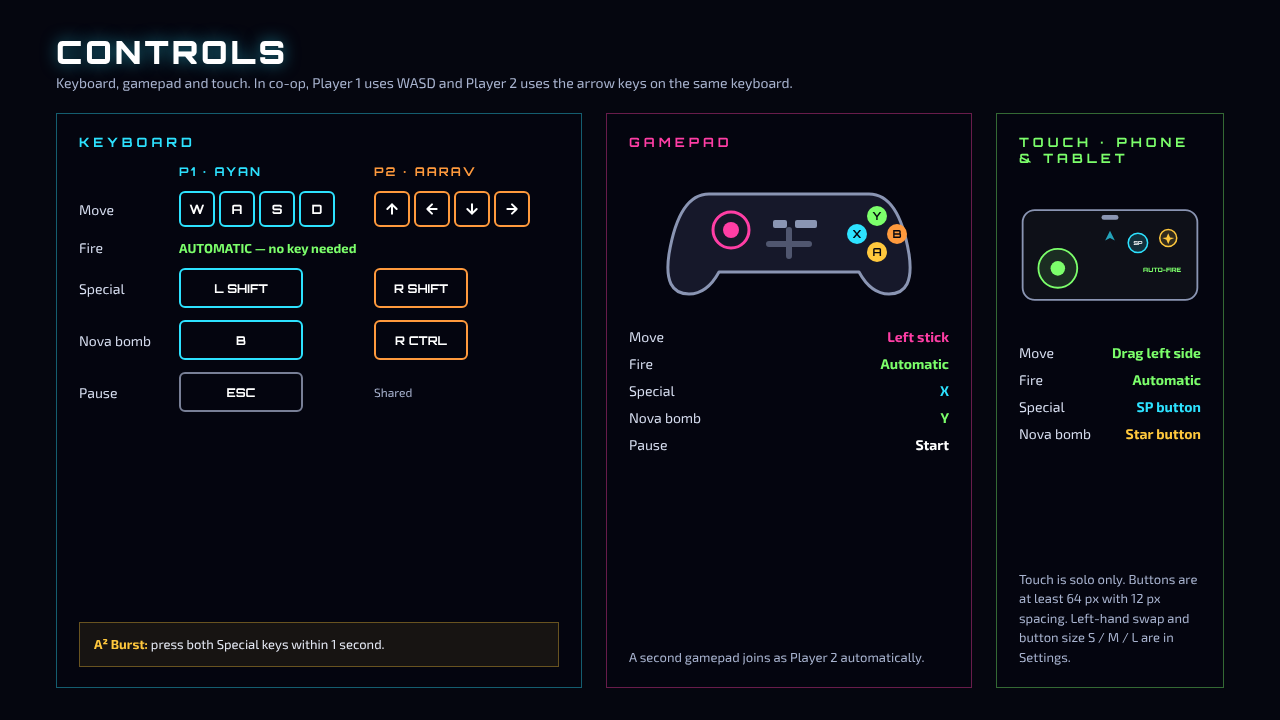 CONTROLS
Keyboard, gamepad and touch. In co-op, Player 1 uses WASD and Player 2 uses the arrow keys on the same keyboard.
KEYBOARD
P1 · AYAN P2 · AARAV
Move W A S D ↑ ← ↓ →
Fire AUTOMATIC — no key needed
Special L SHIFT R SHIFT
Nova bomb B R CTRL
Pause ESC Shared
A² Burst: press both Special keys within 1 second.
GAMEPAD
Y
X B
A
Move Left stick
Fire Automatic
Special X
Nova bomb Y
Pause Start
A second gamepad joins as Player 2 automatically.
TOUCH · PHONE
& TABLET
SP
AUTO-FIRE
Move Drag left side
Fire Automatic
Special SP button
Nova bomb Star button
Touch is solo only. Buttons are
at least 64 px with 12 px
spacing. Left-hand swap and
button size S / M / L are in
Settings.